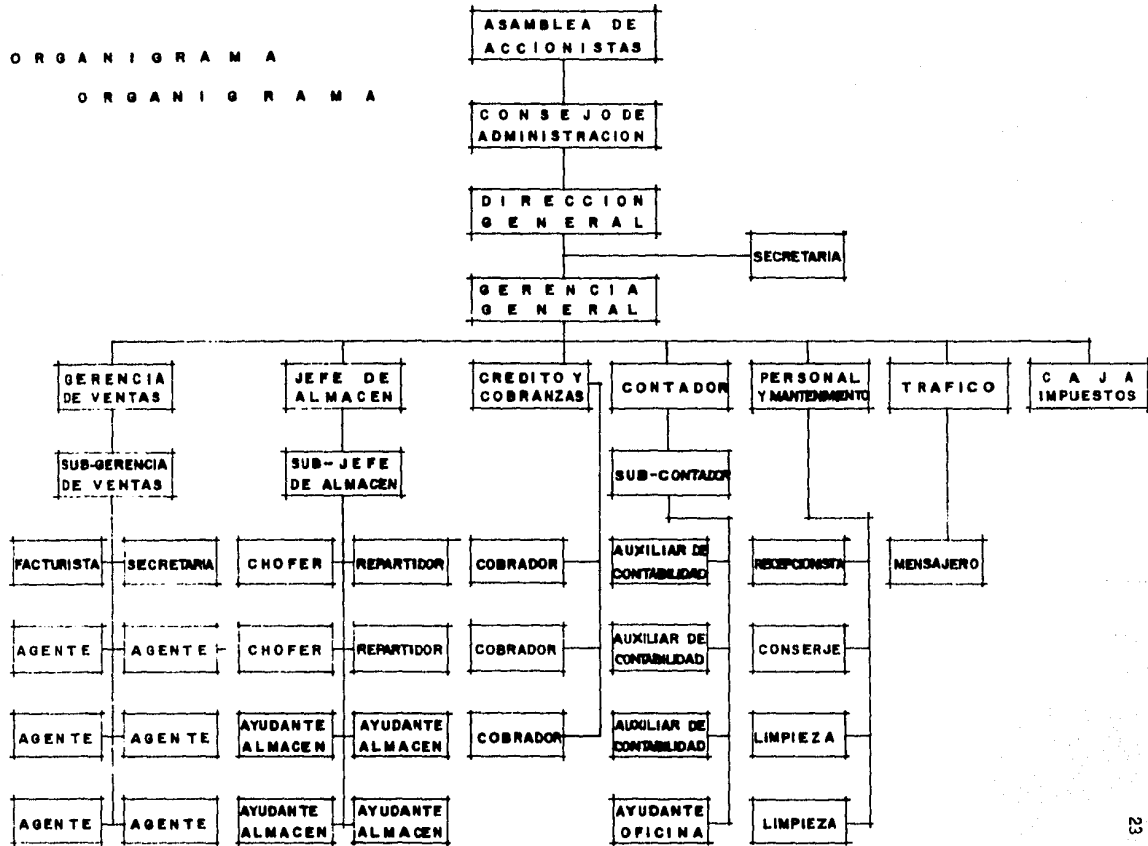 ORGANIGRAMA
ORGANIGRAMA
ASAMBLEA DE
ACCIONISTAS
CONSEJO DE
ADMINISTRACION
DIRECCION
GENERAL
SECRETARIA
GERENCIA
GENERAL
GERENCIA
DE VENTAS
JEFE DE
ALMACEN
CREDITO Y
COBRANZAS
CONTADOR
PERSONAL
Y MANTENIMIENTO
TRAFICO
CAJA
IMPUESTOS
SUB-GERENCIA
DE VENTAS
SUB-JEFE
DE ALMACEN
SUB-CONTADOR
FACTURISTA
SECRETARIA
CHOFER
REPARTIDOR
COBRADOR
AUXILIAR DE
CONTABILIDAD
RECEPCIONISTA
MENSAJERO
AGENTE
AGENTE
CHOFER
REPARTIDOR
COBRADOR
AUXILIAR DE
CONTABILIDAD
CONSERJE
AGENTE
AGENTE
AYUDANTE
ALMACEN
AYUDANTE
ALMACEN
COBRADOR
AUXILIAR DE
CONTABILIDAD
LIMPIEZA
AGENTE
AGENTE
AYUDANTE
ALMACEN
AYUDANTE
ALMACEN
AYUDANTE
OFICINA
LIMPIEZA
23